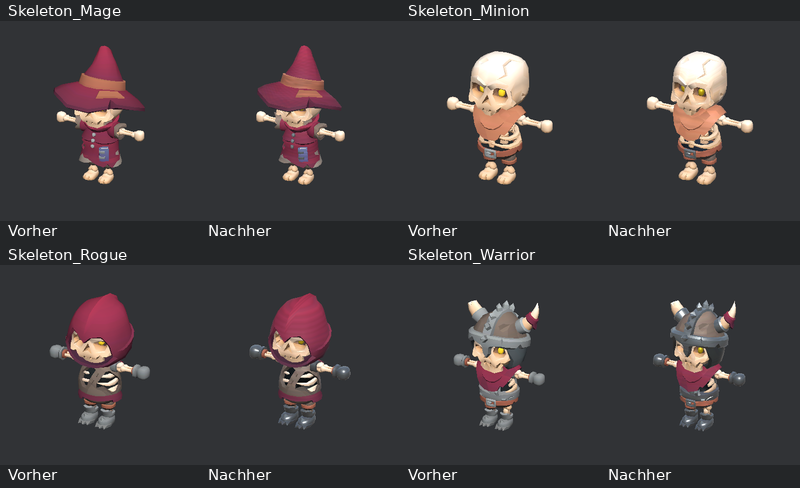 Skeleton_Mage
Skeleton_Minion
Vorher
Nachher
Vorher
Nachher
Skeleton_Rogue
Skeleton_Warrior
Vorher
Nachher
Vorher
Nachher